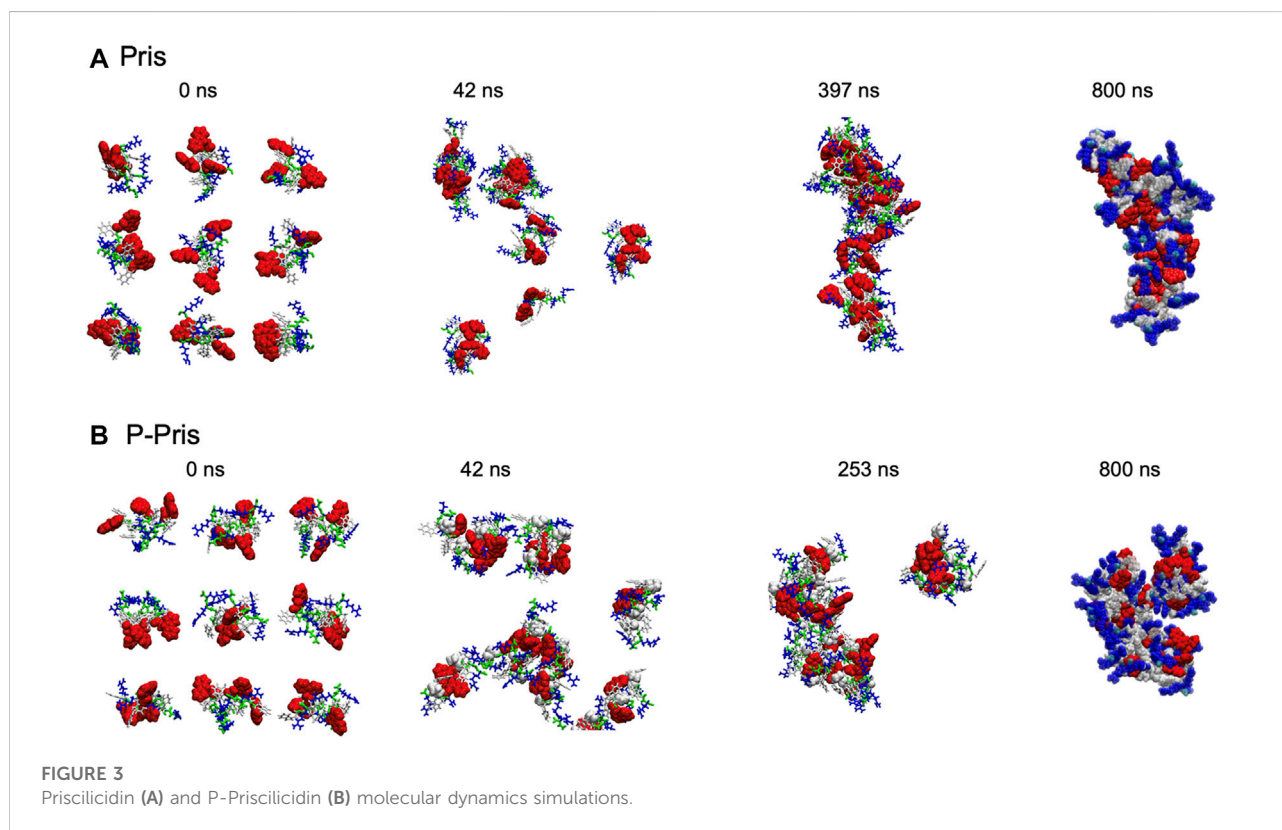 A Pris
0 ns 42 ns 397 ns 800 ns
B P-Pris
0 ns 42 ns 253 ns 800 ns
FIGURE 3
Priscilicidin (A) and P-Priscilicidin (B) molecular dynamics simulations.